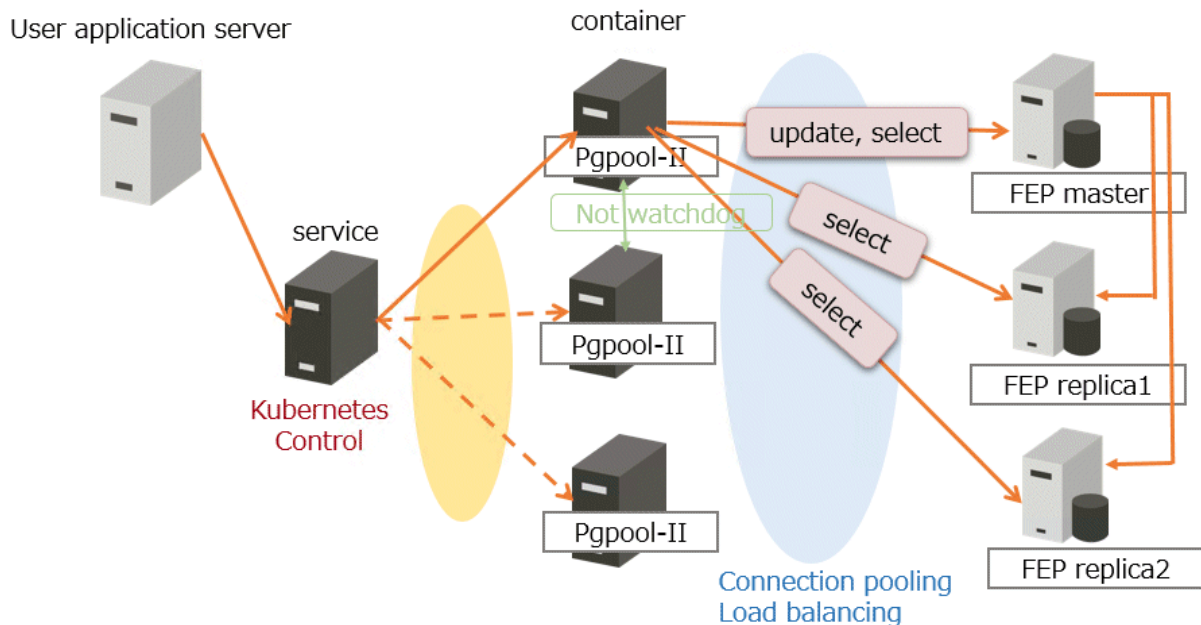 User application server
container
Pgpool-II
update, select
FEP master
Not watchdog
select
service
select
Pgpool-II
FEP replica1
Kubernetes
Control
Pgpool-II
FEP replica2
Connection pooling
Load balancing